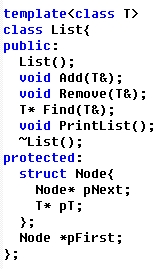 template<class T>
class List{
public:
  List();
  void Add(T&);
  void Remove(T&);
  T* Find(T&);
  void PrintList();
  ~List();
protected:
  struct Node{
    Node* pNext;
    T* pT;
  };
  Node *pFirst;
};